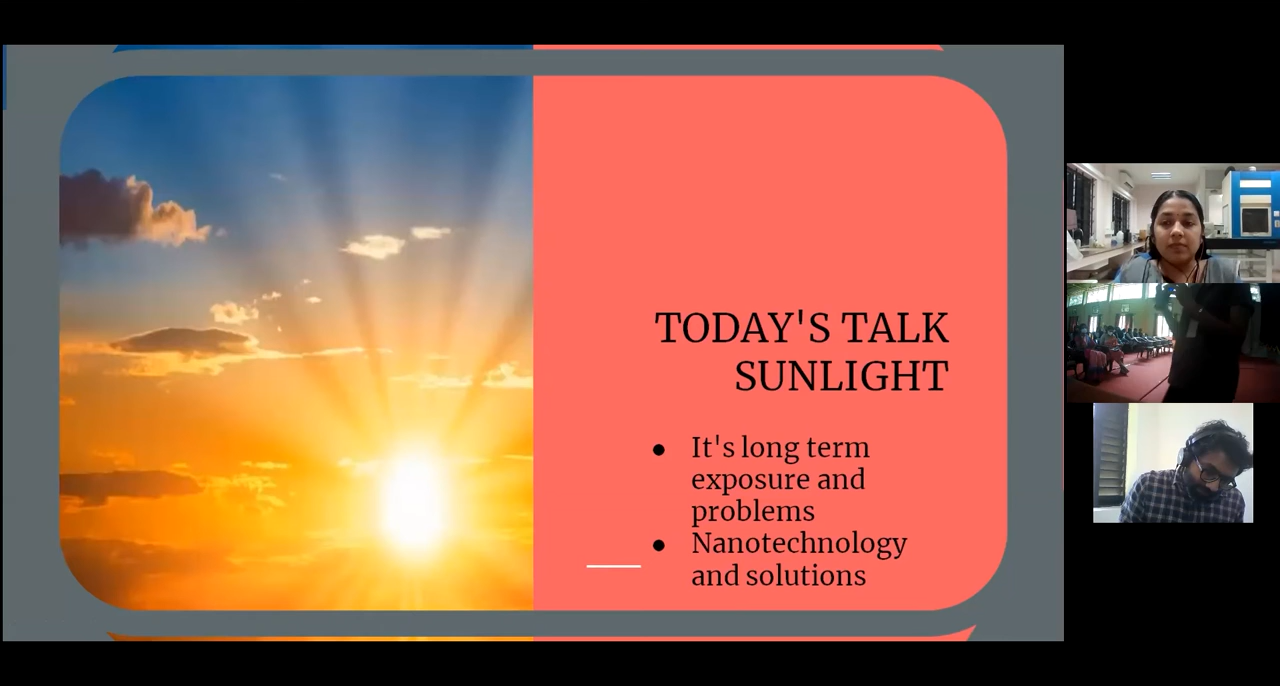 TODAY'S TALK
SUNLIGHT
● It's long term
exposure and
problems
● Nanotechnology
and solutions